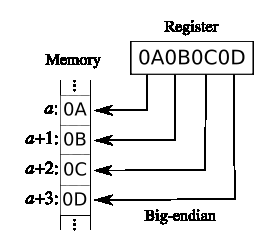 Register
0A0B0C0D
Memory
⋮
a: 0A
a+1: 0B
a+2: 0C
a+3: 0D
⋮
Big-endian